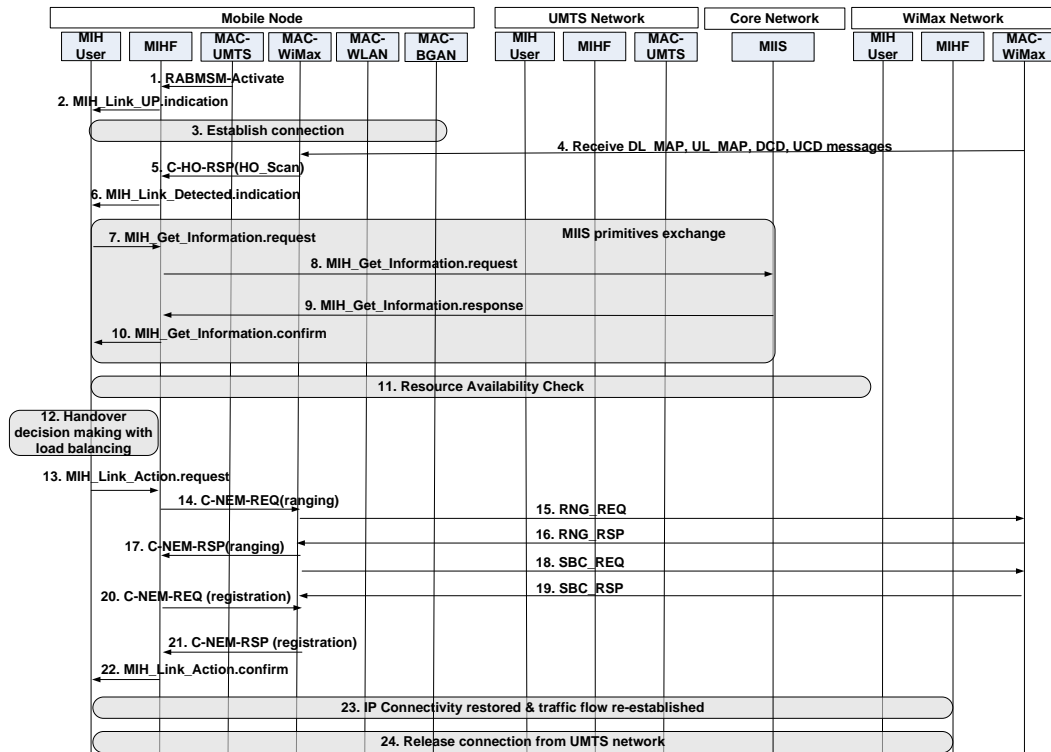 Mobile Node
UMTS Network
Core Network
WiMax Network
MIH User
MIHF
MAC-UMTS
MAC-WiMax
MAC-WLAN
MAC-BGAN
MIH User
MIHF
MAC-UMTS
MIIS
MIH User
MIHF
MAC-WiMax
1. RABMSM-Activate
2. MIH_Link_UP.indication
3. Establish connection
4. Receive DL_MAP, UL_MAP, DCD, UCD messages
5. C-HO-RSP(HO_Scan)
6. MIH_Link_Detected.indication
7. MIH_Get_Information.request
MIIS primitives exchange
8. MIH_Get_Information.request
9. MIH_Get_Information.response
10. MIH_Get_Information.confirm
11. Resource Availability Check
12. Handover
decision making with
load balancing
13. MIH_Link_Action.request
14. C-NEM-REQ(ranging)
15. RNG_REQ
16. RNG_RSP
17. C-NEM-RSP(ranging)
18. SBC_REQ
19. SBC_RSP
20. C-NEM-REQ (registration)
21. C-NEM-RSP (registration)
22. MIH_Link_Action.confirm
23. IP Connectivity restored & traffic flow re-established
24. Release connection from UMTS network